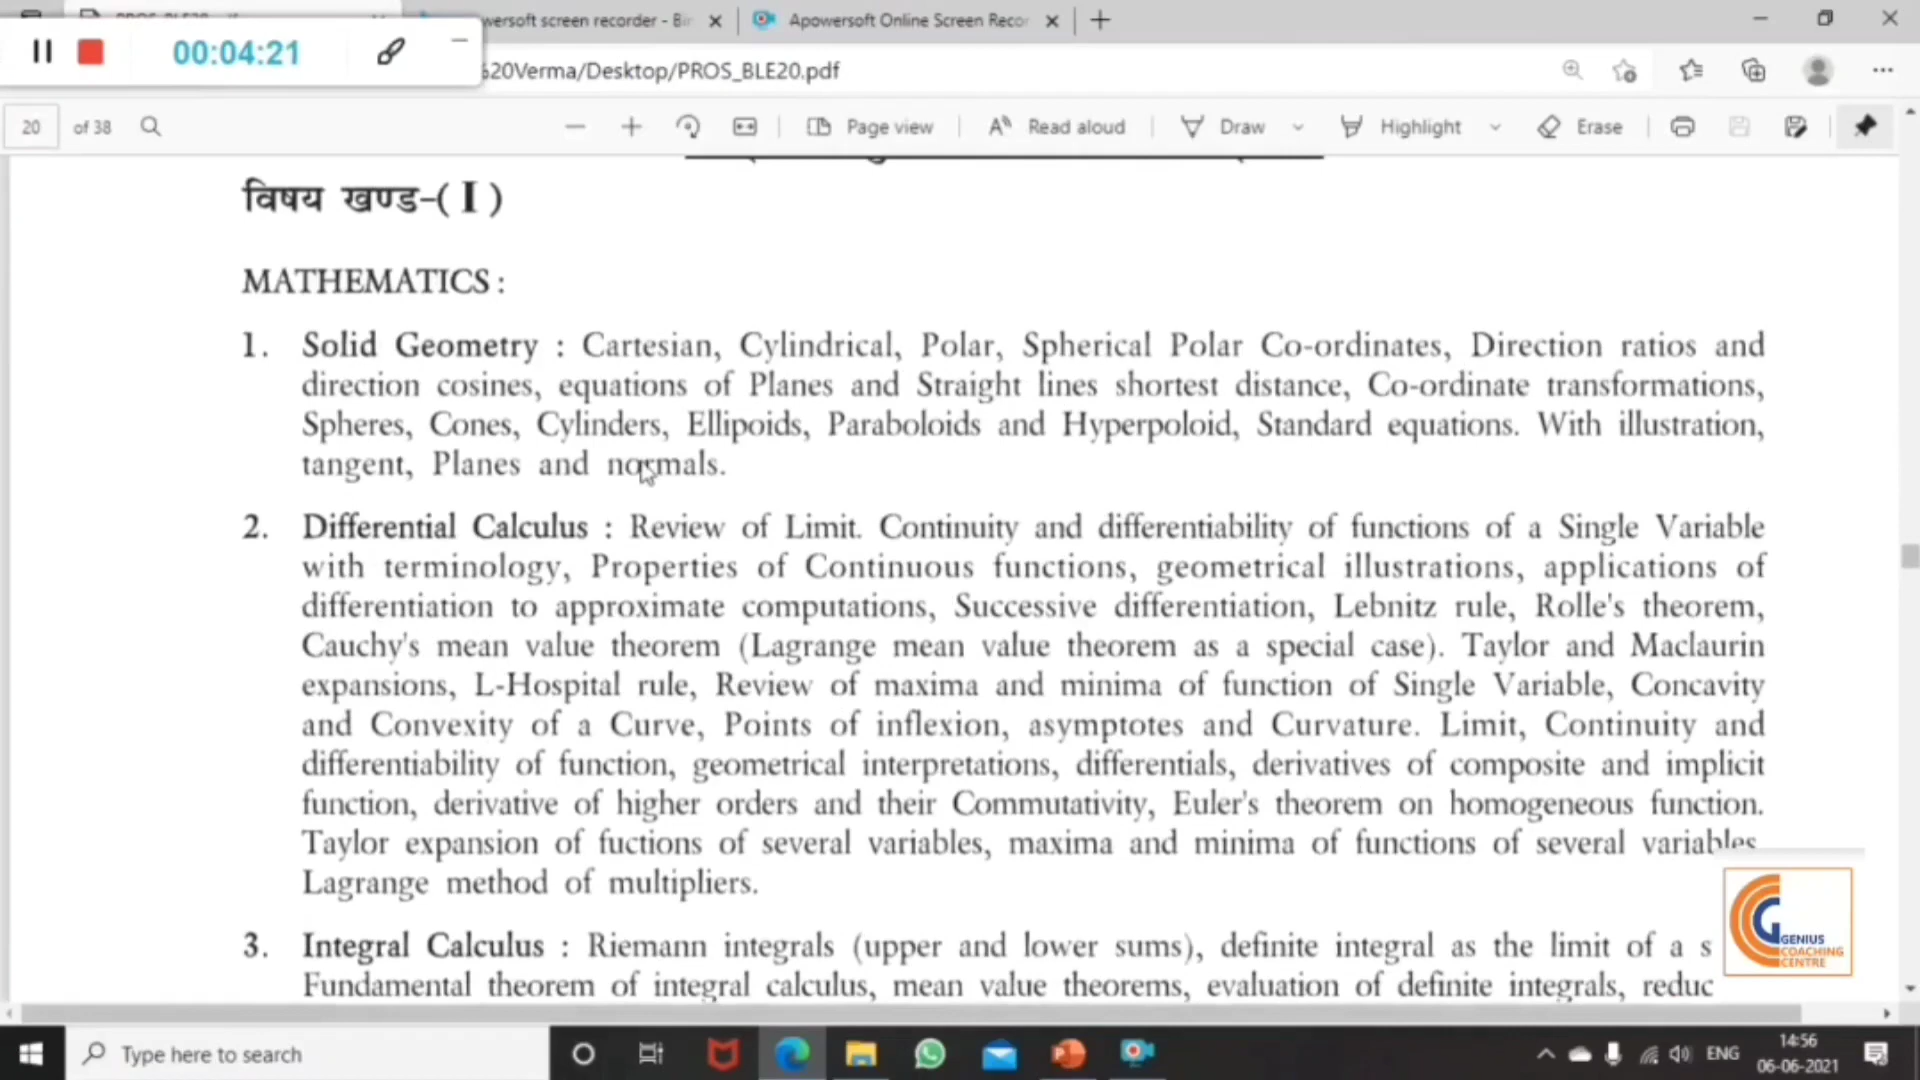 wersoft screen recorder - Bi
Apowersoft Online Screen Recor
00:04:21
%20Verma/Desktop/PROS_BLE20.pdf
20 of 38
Page view
Read aloud
Draw
Highlight
Erase
विषय खण्ड-( I )
MATHEMATICS :
1. Solid Geometry : Cartesian, Cylindrical, Polar, Spherical Polar Co-ordinates, Direction ratios and
direction cosines, equations of Planes and Straight lines shortest distance, Co-ordinate transformations,
Spheres, Cones, Cylinders, Ellipoids, Paraboloids and Hyperpoloid, Standard equations. With illustration,
tangent, Planes and normals.
2. Differential Calculus : Review of Limit. Continuity and differentiability of functions of a Single Variable
with terminology, Properties of Continuous functions, geometrical illustrations, applications of
differentiation to approximate computations, Successive differentiation, Lebnitz rule, Rolle's theorem,
Cauchy's mean value theorem (Lagrange mean value theorem as a special case). Taylor and Maclaurin
expansions, L-Hospital rule, Review of maxima and minima of function of Single Variable, Concavity
and Convexity of a Curve, Points of inflexion, asymptotes and Curvature. Limit, Continuity and
differentiability of function, geometrical interpretations, differentials, derivatives of composite and implicit
function, derivative of higher orders and their Commutativity, Euler's theorem on homogeneous function.
Taylor expansion of fuctions of several variables, maxima and minima of functions of several variables
Lagrange method of multipliers.
3. Integral Calculus : Riemann integrals (upper and lower sums), definite integral as the limit of a s
Fundamental theorem of integral calculus, mean value theorems, evaluation of definite integrals, reduc
GENIUS
COACHING
CENTRE
Type here to search
ENG
14:56
06-06-2021